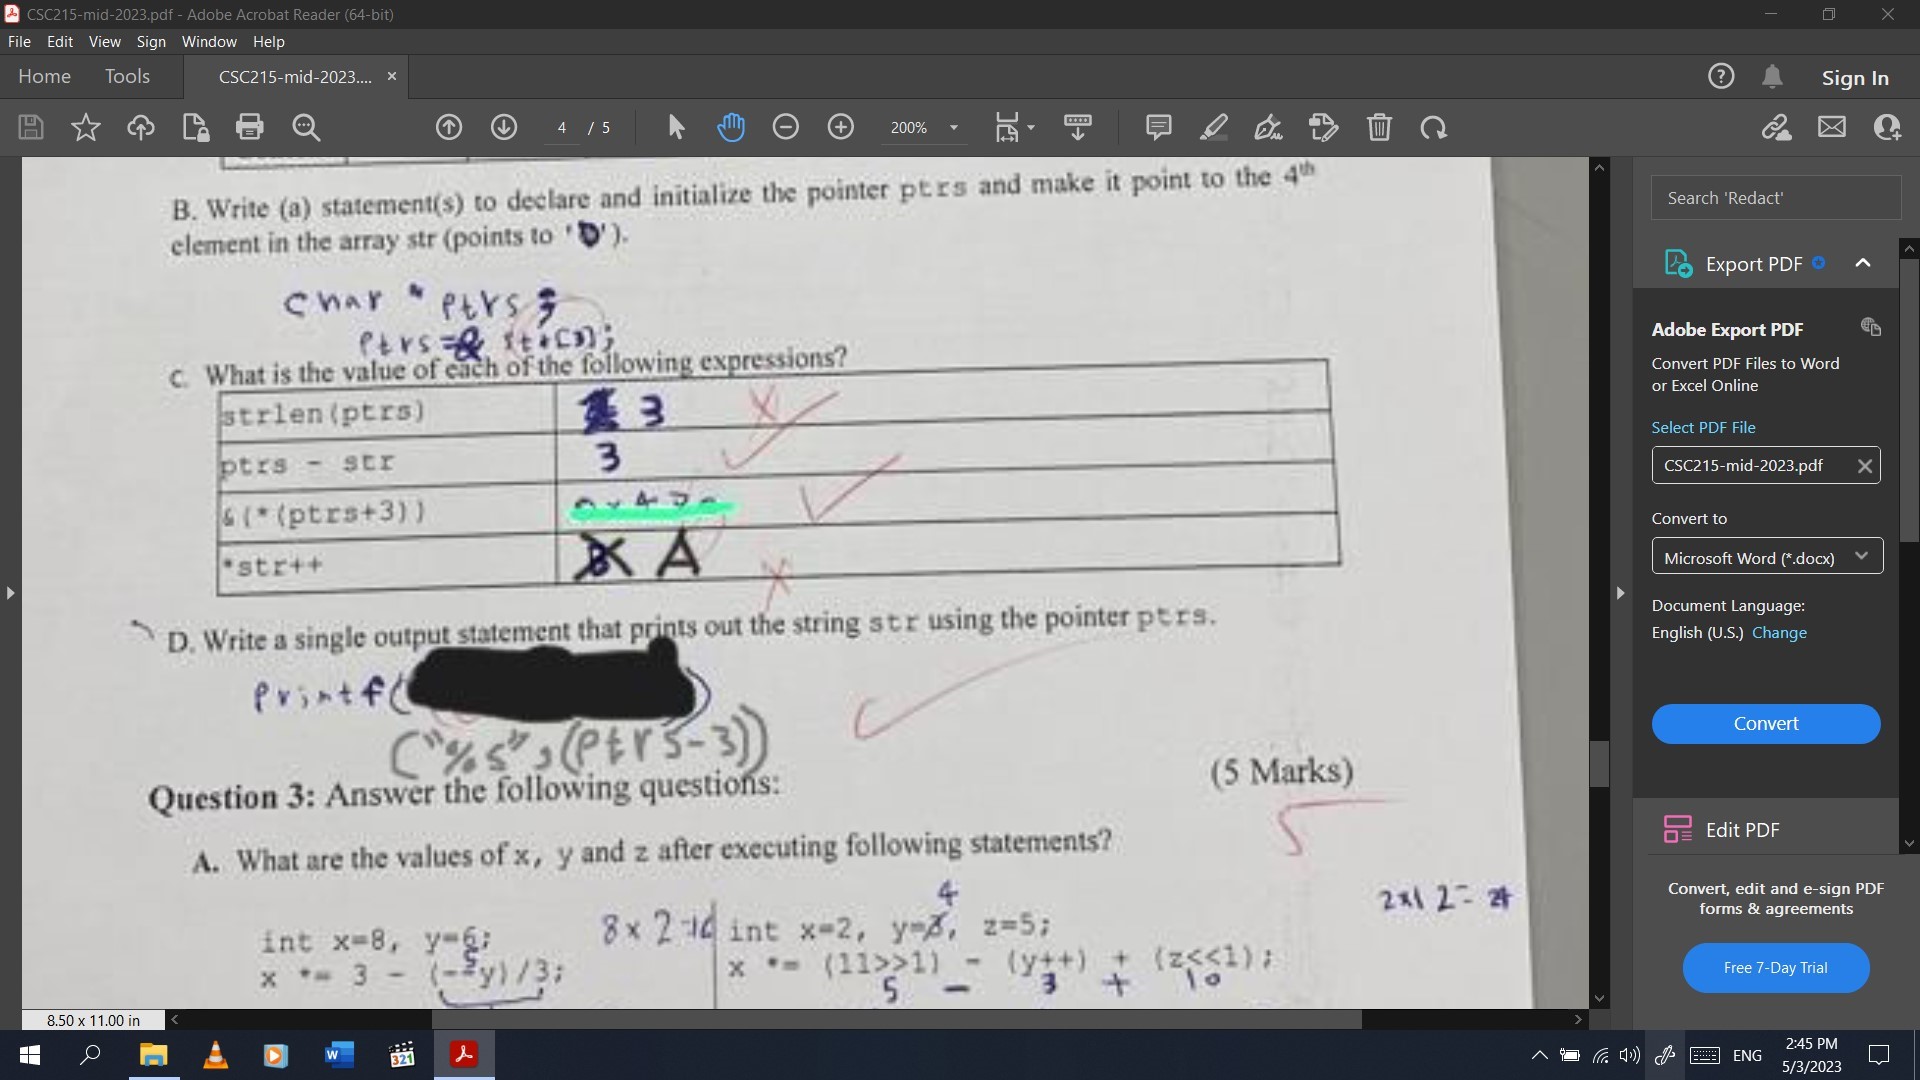 CSC215-mid-2023.pdf - Adobe Acrobat Reader (64-bit)
File Edit View Sign Window Help
Home Tools CSC215-mid-2023.... ×
Sign In
4 / 5 200%
B. Write (a) statement(s) to declare and initialize the pointer ptrs and make it point to the 4th
element in the array str (points to 'D').
char * ptrs ;
ptrs = & str[3];
C. What is the value of each of the following expressions?
strlen(ptrs) 3
ptrs - str 3
&(*(ptrs+3))
*str++ A
D. Write a single output statement that prints out the string str using the pointer ptrs.
printf(
("%s",(ptrs-3))
Question 3: Answer the following questions: (5 Marks)
5
A. What are the values of x, y and z after executing following statements?
4
int x=8, y=6; 8x2=16 int x=2, y=3, z=5;
5
x *= 3 - (--y)/3; x *= (11>>1) - (y++) + (z<<1);
5 - 3 + 10
8.50 x 11.00 in
Search 'Redact'
Export PDF
Adobe Export PDF
Convert PDF Files to Word
or Excel Online
Select PDF File
CSC215-mid-2023.pdf
Convert to
Microsoft Word (*.docx)
Document Language:
English (U.S.) Change
Convert
Edit PDF
Convert, edit and e-sign PDF
forms & agreements
Free 7-Day Trial
321
ENG
2:45 PM
5/3/2023